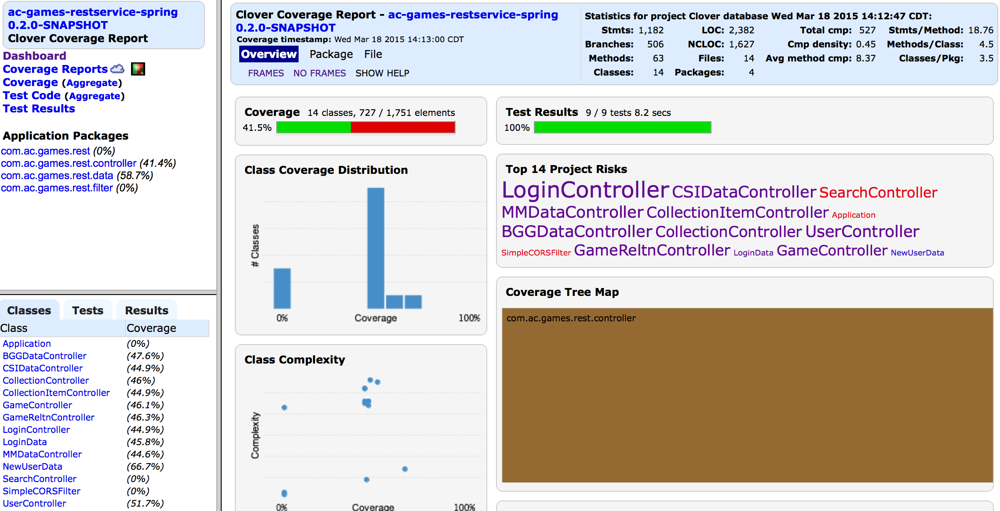 ac-games-restservice-spring
0.2.0-SNAPSHOT
Clover Coverage Report
Dashboard
Coverage Reports
Coverage (Aggregate)
Test Code (Aggregate)
Test Results
Application Packages
com.ac.games.rest (0%)
com.ac.games.rest.controller (41.4%)
com.ac.games.rest.data (58.7%)
com.ac.games.rest.filter (0%)
Classes Tests Results
Class Coverage
Application (0%)
BGGDataController (47.6%)
CSIDataController (44.9%)
CollectionController (46%)
CollectionItemController (44.9%)
GameController (46.1%)
GameReltnController (46.3%)
LoginController (44.9%)
LoginData (45.8%)
MMDataController (44.6%)
NewUserData (66.7%)
SearchController (0%)
SimpleCORSFilter (0%)
UserController (51.7%)
Clover Coverage Report - ac-games-restservice-spring
0.2.0-SNAPSHOT
Coverage timestamp: Wed Mar 18 2015 14:13:00 CDT
Overview Package File
FRAMES NO FRAMES SHOW HELP
Statistics for project Clover database Wed Mar 18 2015 14:12:47 CDT:
Stmts: 1,182 LOC: 2,382 Total cmp: 527 Stmts/Method: 18.76
Branches: 506 NCLOC: 1,627 Cmp density: 0.45 Methods/Class: 4.5
Methods: 63 Files: 14 Avg method cmp: 8.37 Classes/Pkg: 3.5
Classes: 14 Packages: 4
Coverage 14 classes, 727 / 1,751 elements
41.5%
Test Results 9 / 9 tests 8.2 secs
100%
Class Coverage Distribution
# Classes
0% Coverage 100%
Class Complexity
Complexity
0% Coverage 100%
Top 14 Project Risks
LoginController CSIDataController SearchController
MMDataController CollectionItemController Application
BGGDataController CollectionController UserController
SimpleCORSFilter GameReltnController LoginData GameController NewUserData
Coverage Tree Map
com.ac.games.rest.controller